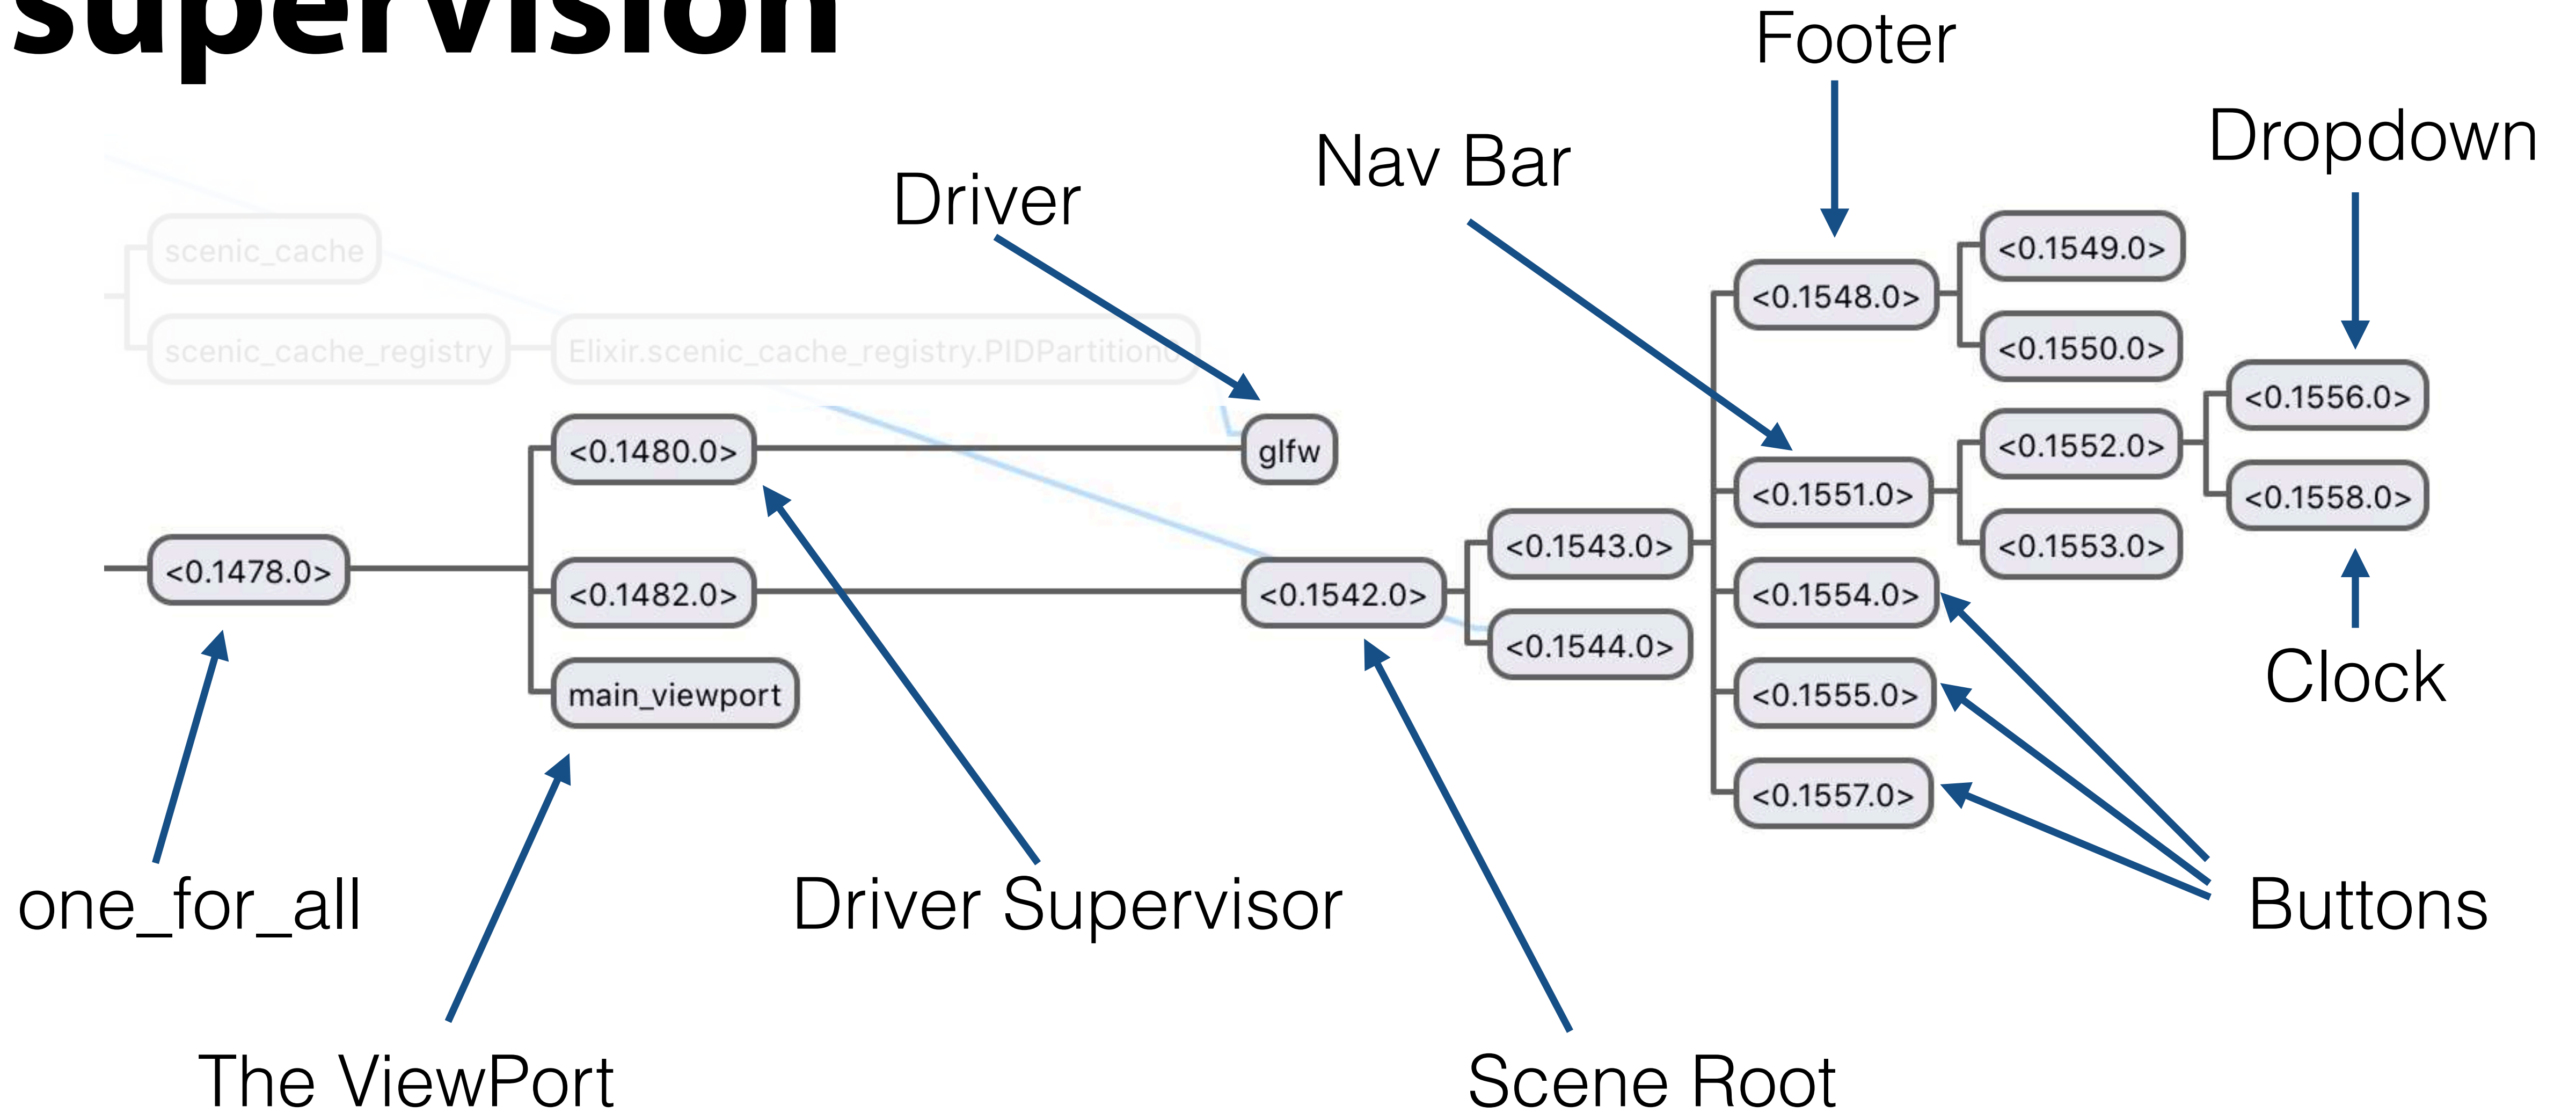 supervision
Footer
Dropdown
Nav Bar
Driver
scenic_cache
<0.1549.0>
<0.1548.0>
scenic_cache_registry
Elixir.scenic_cache_registry.PIDPartition0
<0.1550.0>
<0.1556.0>
<0.1480.0>
glfw
<0.1552.0>
<0.1551.0>
<0.1558.0>
<0.1543.0>
<0.1553.0>
<0.1478.0>
<0.1482.0>
<0.1542.0>
<0.1554.0>
<0.1544.0>
Clock
main_viewport
<0.1555.0>
<0.1557.0>
one_for_all
Driver Supervisor
Buttons
The ViewPort
Scene Root